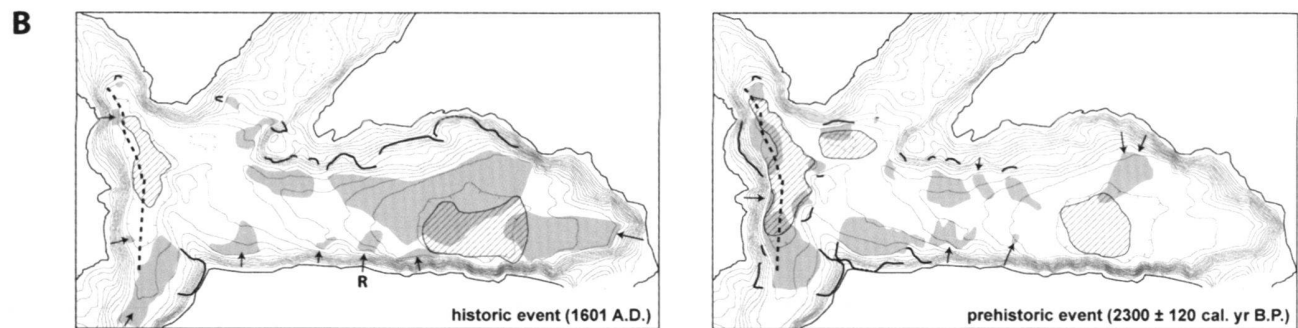 B
R
historic event (1601 A.D.)
prehistoric event (2300 ± 120 cal. yr B.P.)